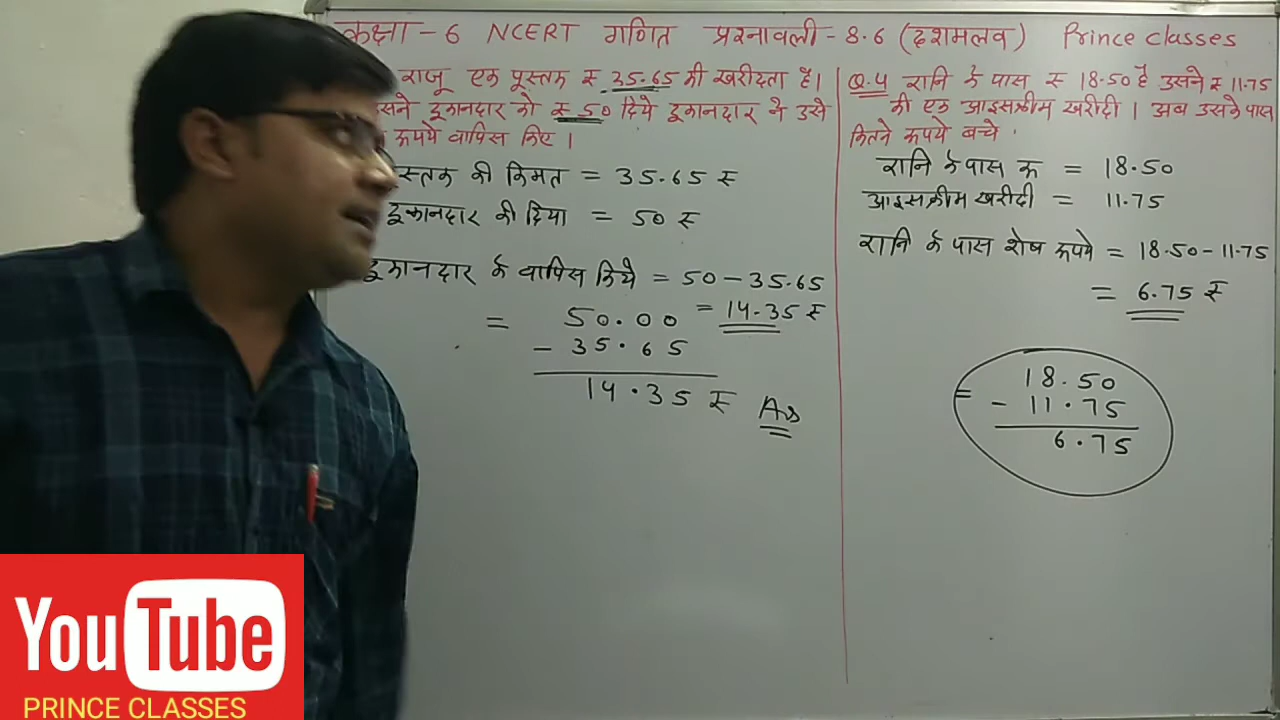 कक्षा - 6 NCERT गणित प्रश्नावली - 8.6 (दशमलव) Prince classes
राजू एक पुस्तक ₹ 35.65 की खरीदता है।
सने दुकानदार को ₹ 50 दिये दुकानदार ने उसे
रूपये वापिस किए।
स्तक की किमत = 35.65 ₹
दुकानदार को दिया = 50 ₹
दुकानदार के वापिस किये = 50 - 35.65
= 14.35 ₹
= 50.00
- 35.65
14.35 ₹ Ans
Q.4 रानि के पास ₹ 18.50 है उसने ₹ 11.75
की एक आइसक्रीम खरीदी। अब उसके पास
कितने रूपये बच्चे
रानि के पास रू = 18.50
आइसक्रीम खरीदी = 11.75
रानि के पास शेष रूपये = 18.50 - 11.75
= 6.75 ₹
= 18.50
- 11.75
6.75
YouTube
PRINCE CLASSES